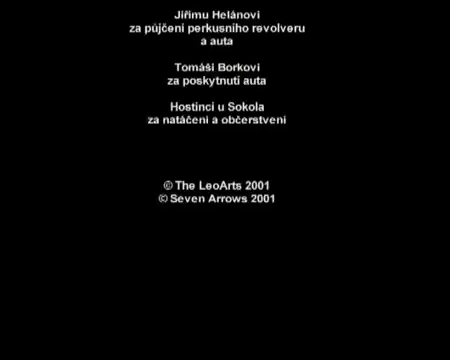 Jiřimu Helánovi
za půjčení perkusního revolveru
a auta
Tomáši Borkovi
za poskytnutí auta
Hostinci u Sokola
za natáčení a občerstvení
© The LeoArts 2001
© Seven Arrows 2001